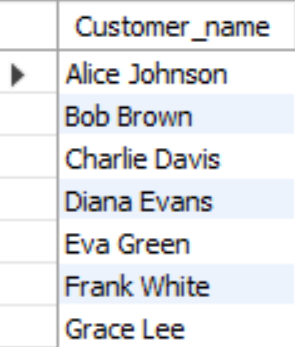 Customer_name
Alice Johnson
Bob Brown
Charlie Davis
Diana Evans
Eva Green
Frank White
Grace Lee